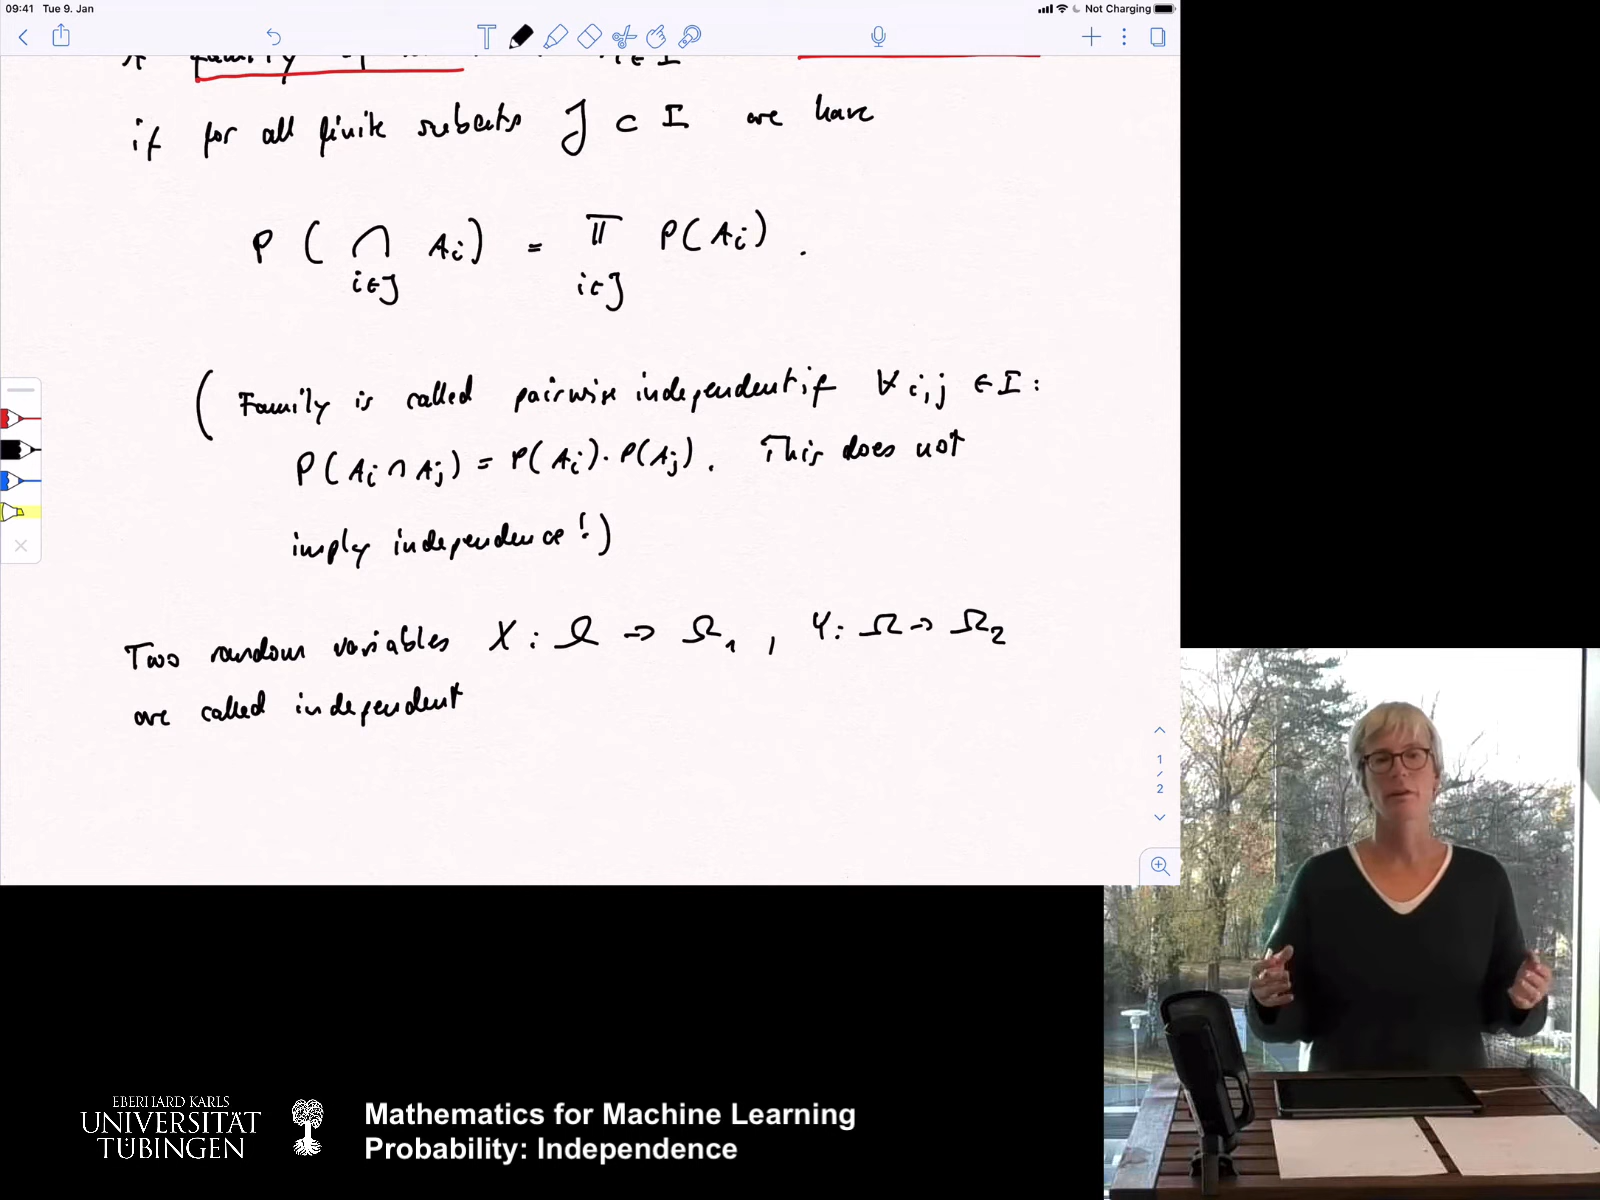 09:41 Tue 9. Jan
Not Charging
if for all finite subsets J ⊂ I we have
P ( ∩ i∈J Ai ) = Π i∈J P(Ai) .
( Family is called pairwise independent if ∀ i,j ∈ I :
P(Ai ∩ Aj) = P(Ai) · P(Aj) . This does not
imply independence ! )
Two random variables X : Ω → Ω1 , Y : Ω → Ω2
are called independent
1
/
2
EBERHARD KARLS
UNIVERSITÄT
TÜBINGEN
Mathematics for Machine Learning
Probability: Independence